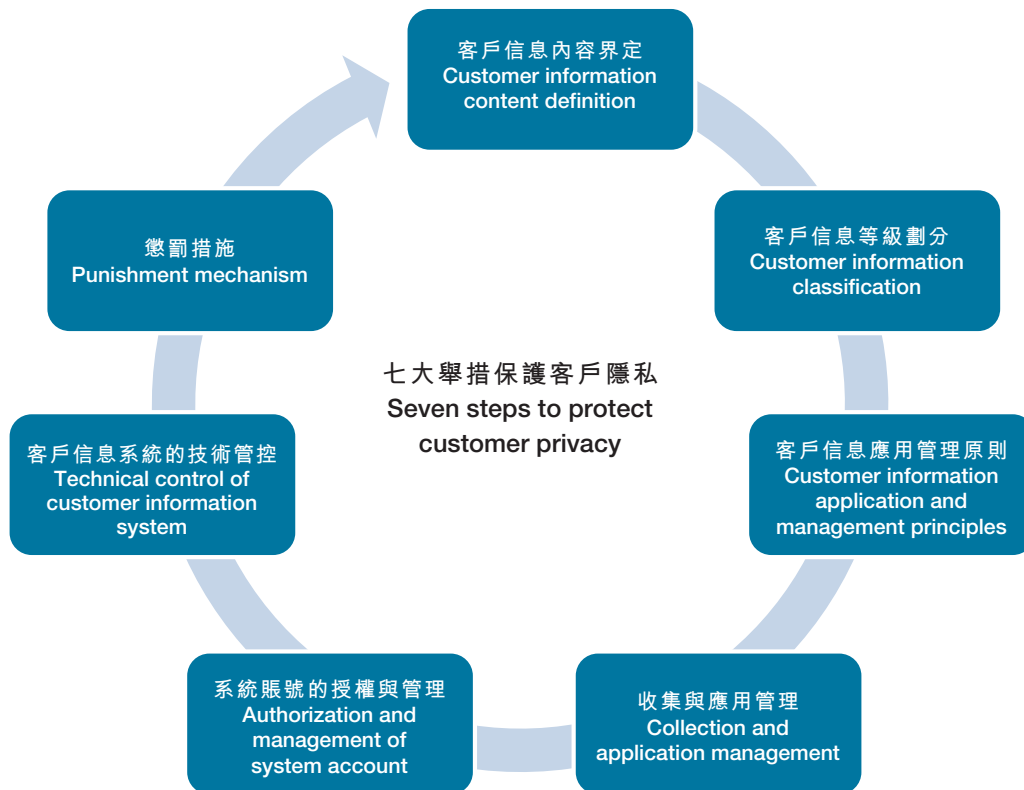 客戶信息內容界定
Customer information
content definition
客戶信息等級劃分
Customer information
classification
客戶信息應用管理原則
Customer information
application and
management principles
收集與應用管理
Collection and
application management
系統賬號的授權與管理
Authorization and
management of
system account
客戶信息系統的技術管控
Technical control of
customer information
system
懲罰措施
Punishment mechanism
七大舉措保護客戶隱私
Seven steps to protect
customer privacy